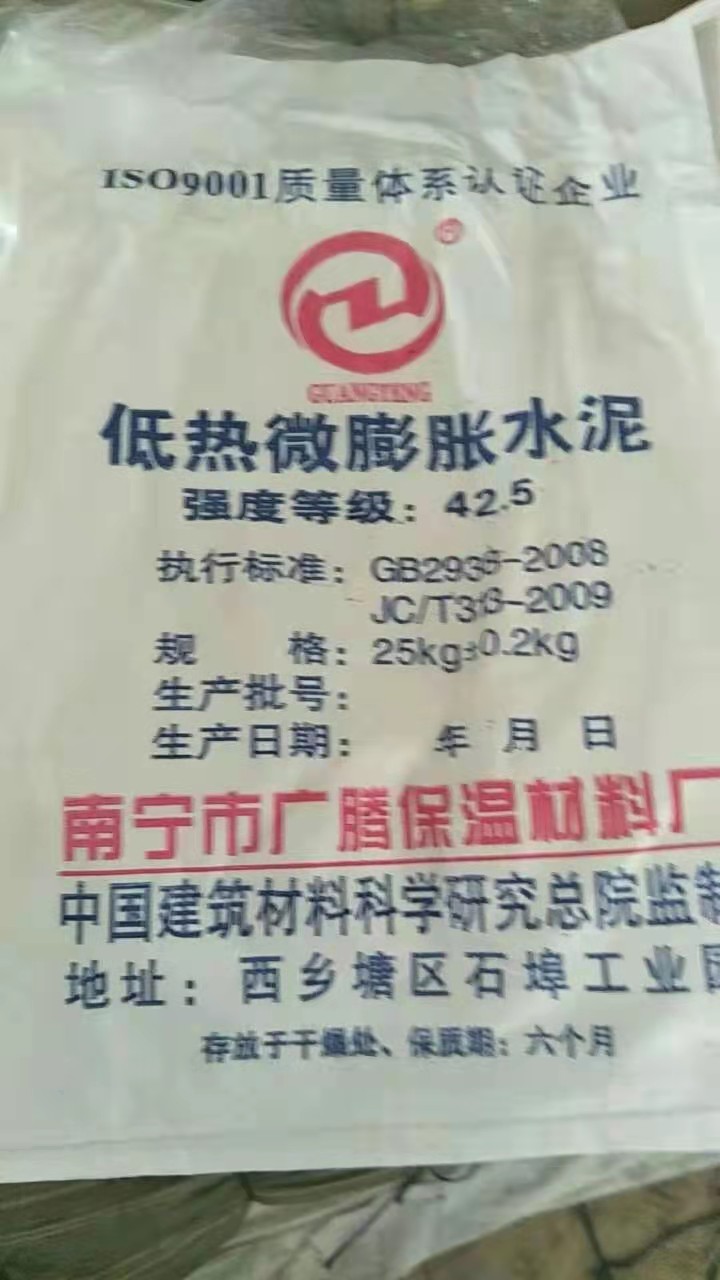 ISO9001质量体系认证企业
R
GUANGTENG
低热微膨胀水泥
强度等级：42.5
执行标准：GB2938-2008
JC/T313-2009
规 格：25kg±0.2kg
生产批号：
生产日期： 年 月 日
南宁市广腾保温材料厂
中国建筑材料科学研究总院监制
地址：西乡塘区石埠工业园
存放于干燥处、保质期：六个月